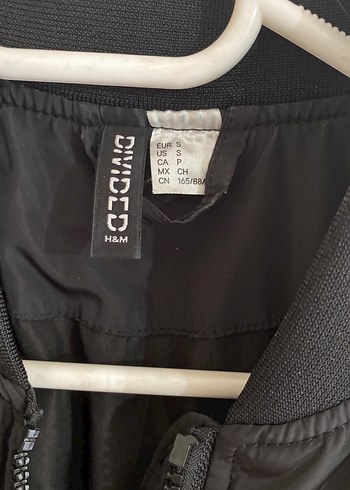 DIVIDED
H&M
EUR S
US S
CA P
MX CH
CN 165/88A